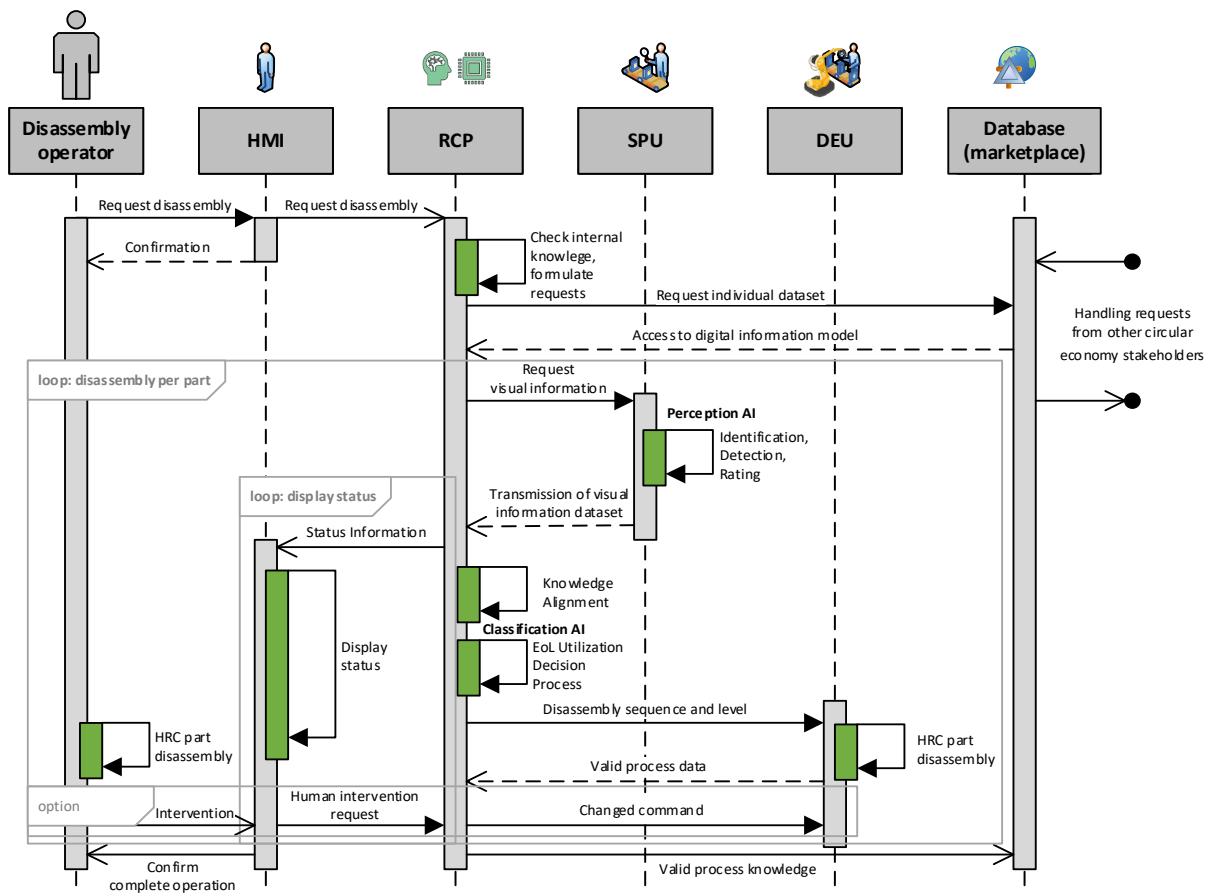 Disassembly
operator
HMI
RCP
SPU
DEU
Database
(marketplace)
Request disassembly
Request disassembly
Confirmation
Check internal
knowlege,
formulate
requests
Request individual dataset
Handling requests
from other circular
economy stakeholders
Access to digital information model
loop: disassembly per part
Request
visual information
Perception AI
Identification,
Detection,
Rating
loop: display status
Transmission of visual
information dataset
Status Information
Knowledge
Alignment
Classification AI
EoL Utilization
Decision
Process
Display
status
Disassembly sequence and level
HRC part
disassembly
HRC part
disassembly
Valid process data
option
Intervention
Human intervention
request
Changed command
Confirm
complete operation
Valid process knowledge